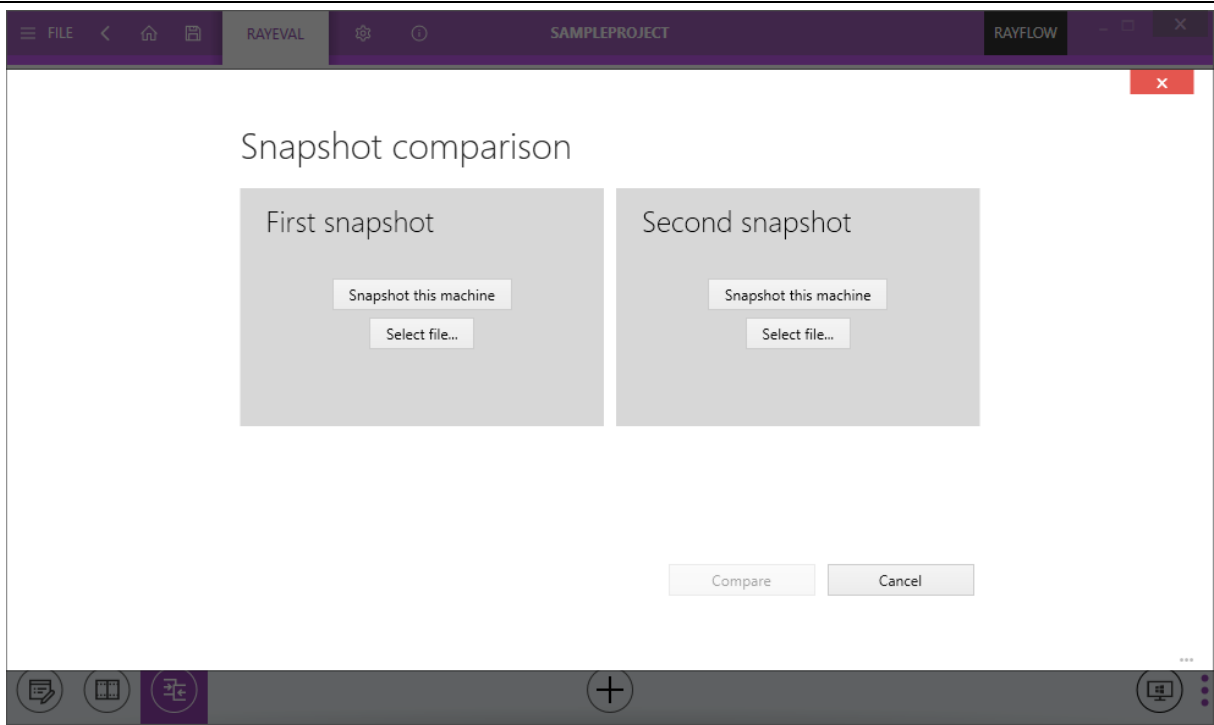 FILE RAYEVAL SAMPLEPROJECT RAYFLOW
Snapshot comparison
First snapshot Second snapshot
Snapshot this machine Snapshot this machine
Select file... Select file...
Compare Cancel